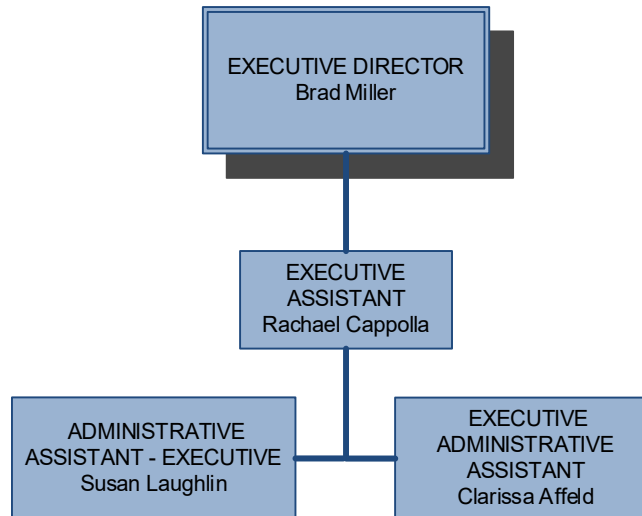 EXECUTIVE DIRECTOR
Brad Miller
EXECUTIVE
ASSISTANT
Rachael Cappolla
ADMINISTRATIVE
ASSISTANT - EXECUTIVE
Susan Laughlin
EXECUTIVE
ADMINISTRATIVE
ASSISTANT
Clarissa Affeld